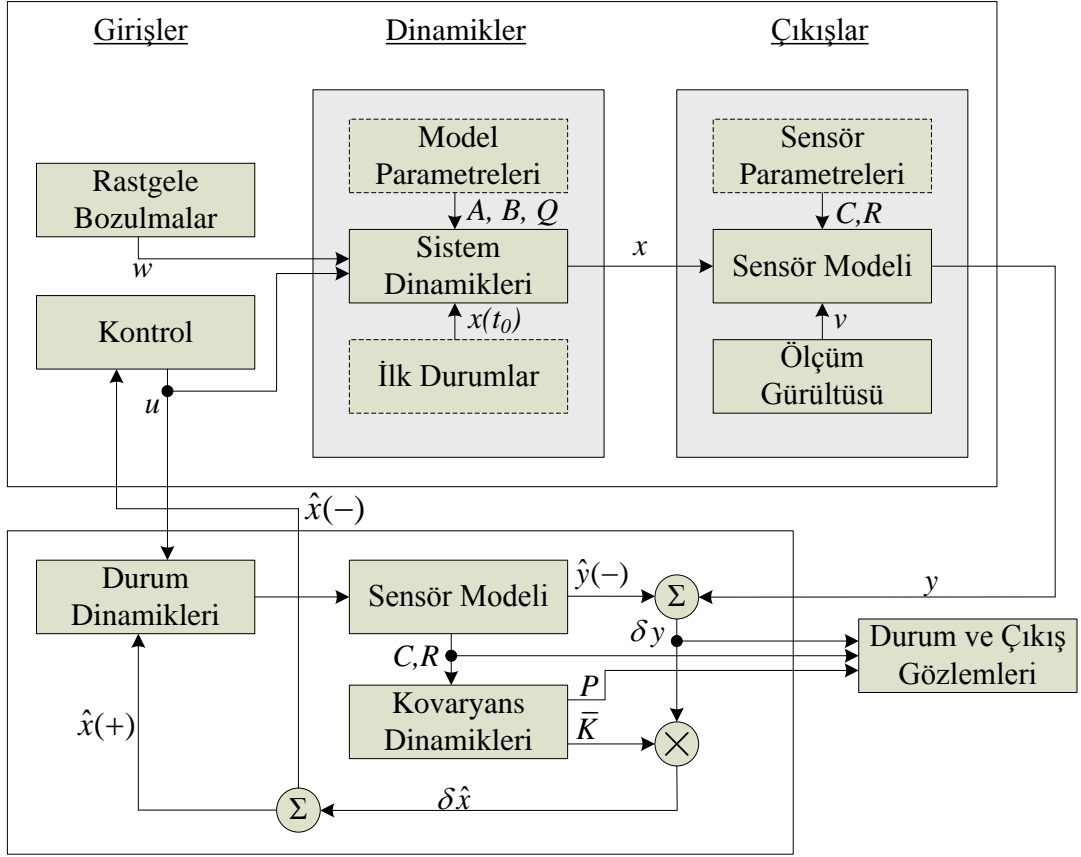 Girişler
Dinamikler
Çıkışlar
Model
Parametreleri
Sensör
Parametreleri
Rastgele
Bozulmalar
A, B, Q
C,R
w
Sistem
Dinamikleri
x
Sensör Modeli
Kontrol
x(t₀)
v
İlk Durumlar
Ölçüm
Gürültüsü
u
x̂(−)
Durum
Dinamikleri
Sensör Modeli
ŷ(−)
Σ
y
δy
C,R
Durum ve Çıkış
Gözlemleri
x̂(+)
Kovaryans
Dinamikleri
P
K̅
×
Σ
δx̂